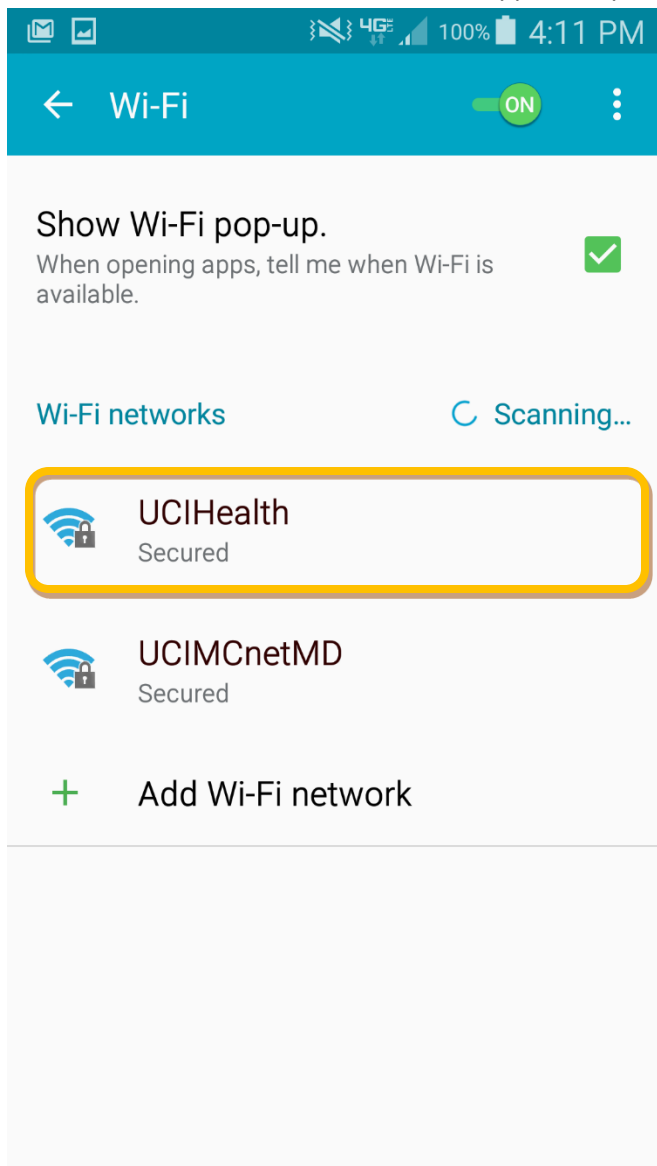 4GE 100% 4:11 PM
Wi-Fi ON
Show Wi-Fi pop-up.
When opening apps, tell me when Wi-Fi is
available.
Wi-Fi networks Scanning...
UCIHealth
Secured
UCIMCnetMD
Secured
+ Add Wi-Fi network